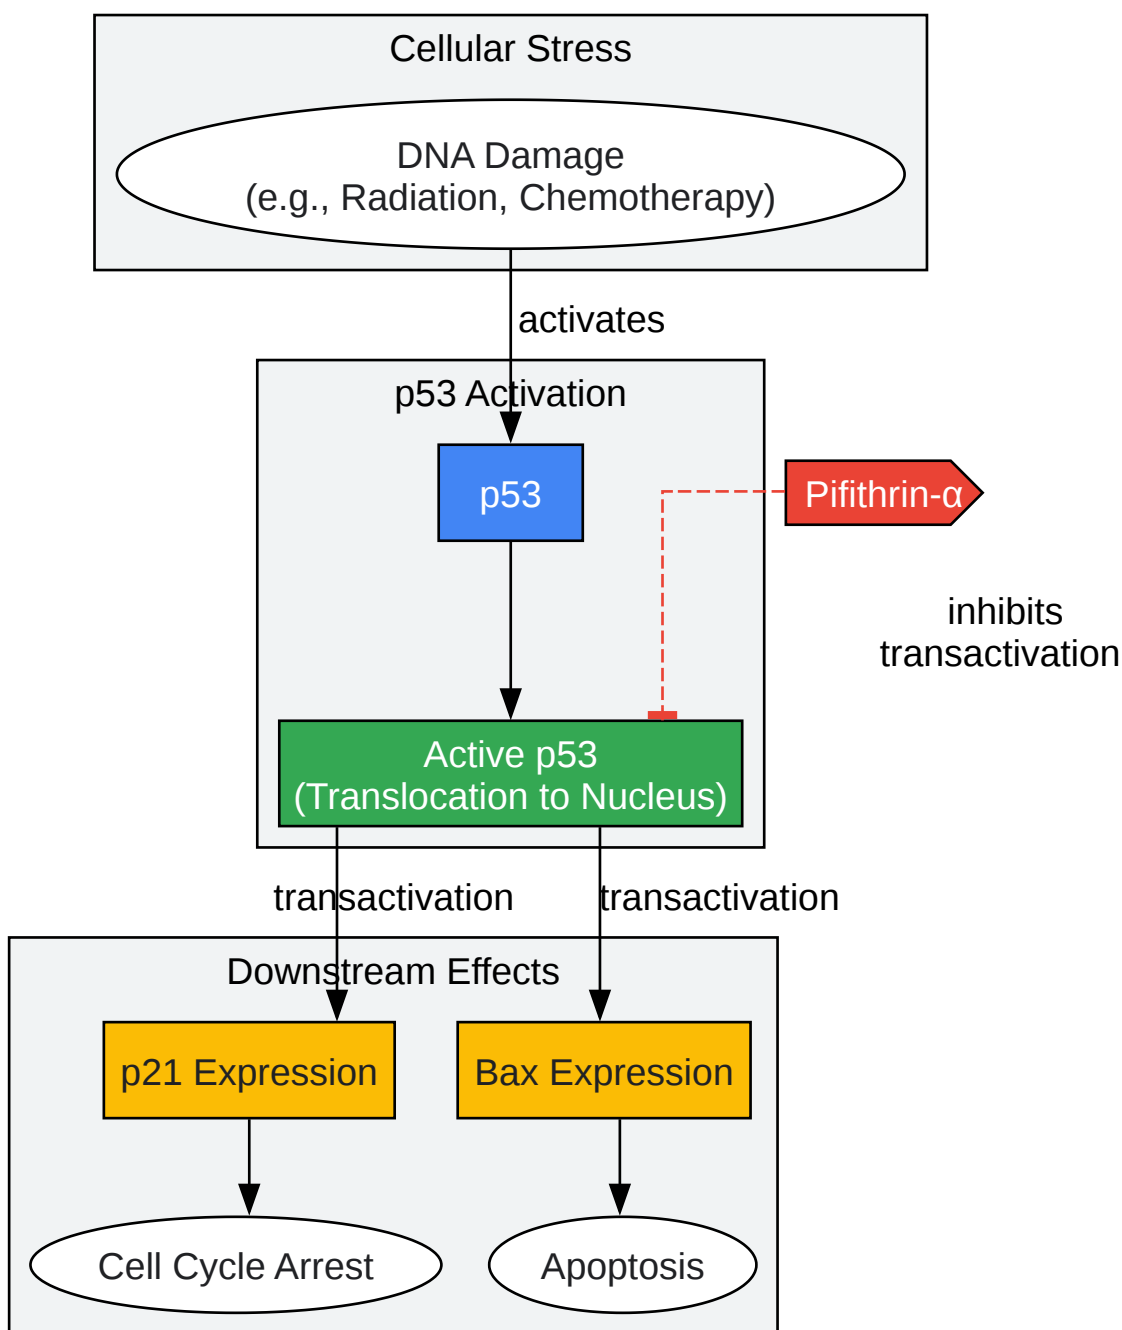 Cellular Stress
DNA Damage
(e.g., Radiation, Chemotherapy)
activates
p53 Activation
p53
Pifithrin-α
inhibits
transactivation
Active p53
(Translocation to Nucleus)
transactivation
transactivation
Downstream Effects
p21 Expression
Bax Expression
Cell Cycle Arrest
Apoptosis